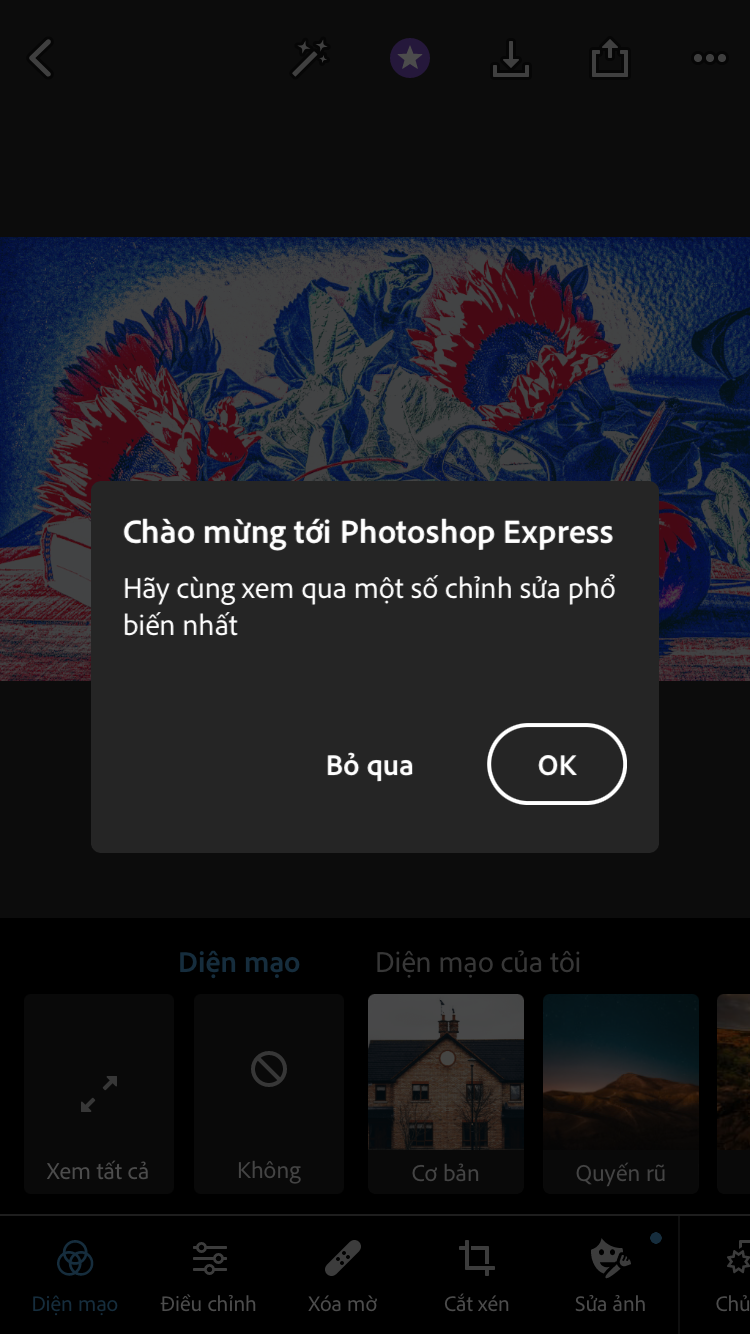 Chào mừng tới Photoshop Express
Hãy cùng xem qua một số chỉnh sửa phổ
biến nhất
Bỏ qua
OK
Diện mạo
Diện mạo của tôi
Xem tất cả
Không
Cơ bản
Quyến rũ
Diện mạo
Điều chỉnh
Xóa mờ
Cắt xén
Sửa ảnh